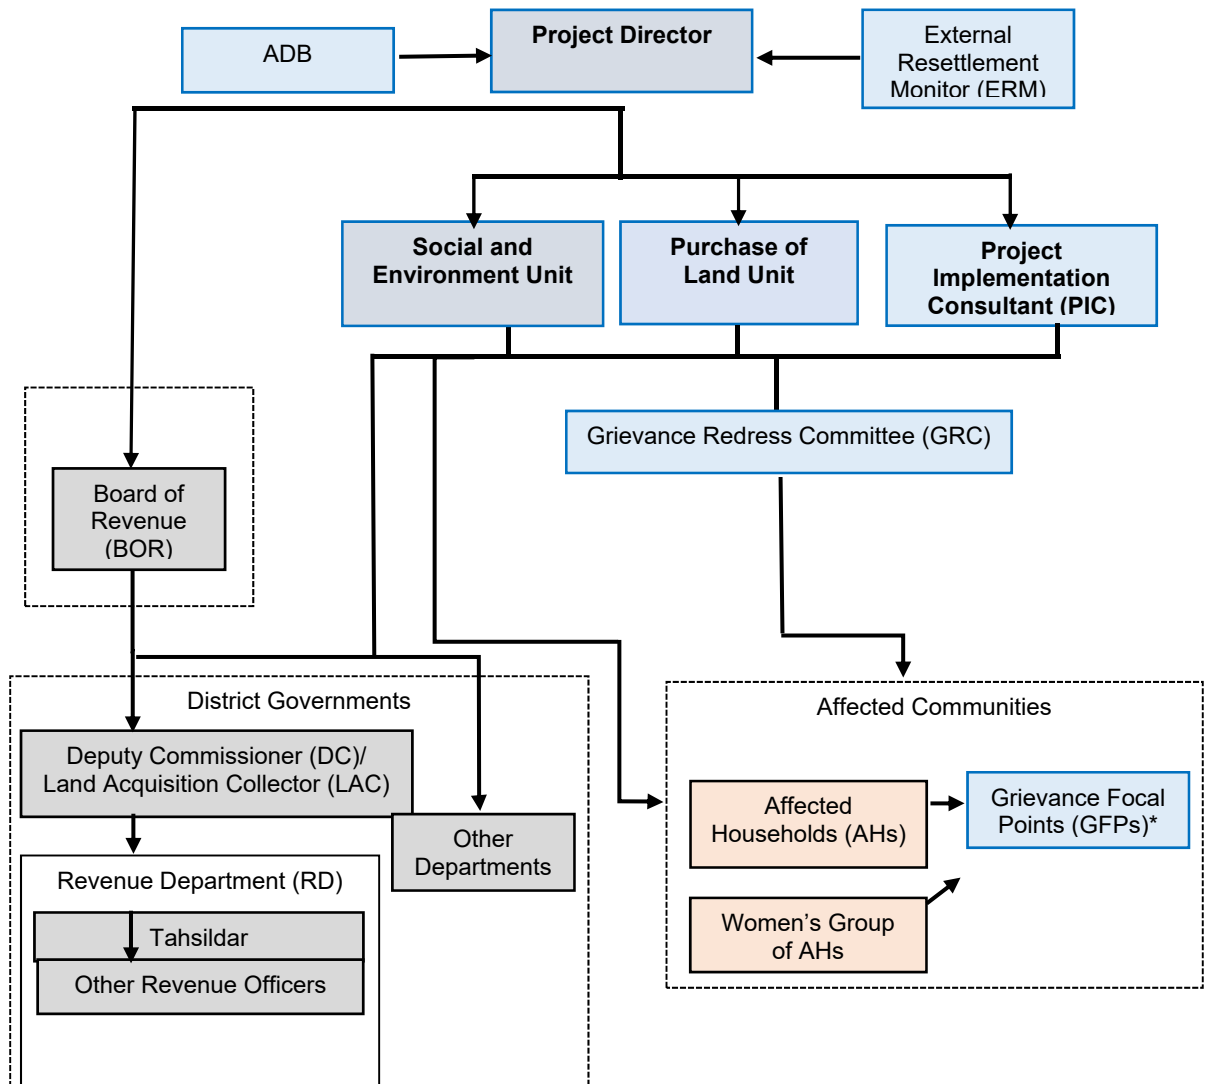 ADB
Project Director
External
Resettlement
Monitor (ERM)
Social and
Environment Unit
Purchase of
Land Unit
Project
Implementation
Consultant (PIC)
Grievance Redress Committee (GRC)
Board of
Revenue
(BOR)
District Governments
Deputy Commissioner (DC)/
Land Acquisition Collector (LAC)
Other
Departments
Revenue Department (RD)
Tahsildar
Other Revenue Officers
Affected Communities
Affected
Households (AHs)
Grievance Focal
Points (GFPs)*
Women’s Group
of AHs